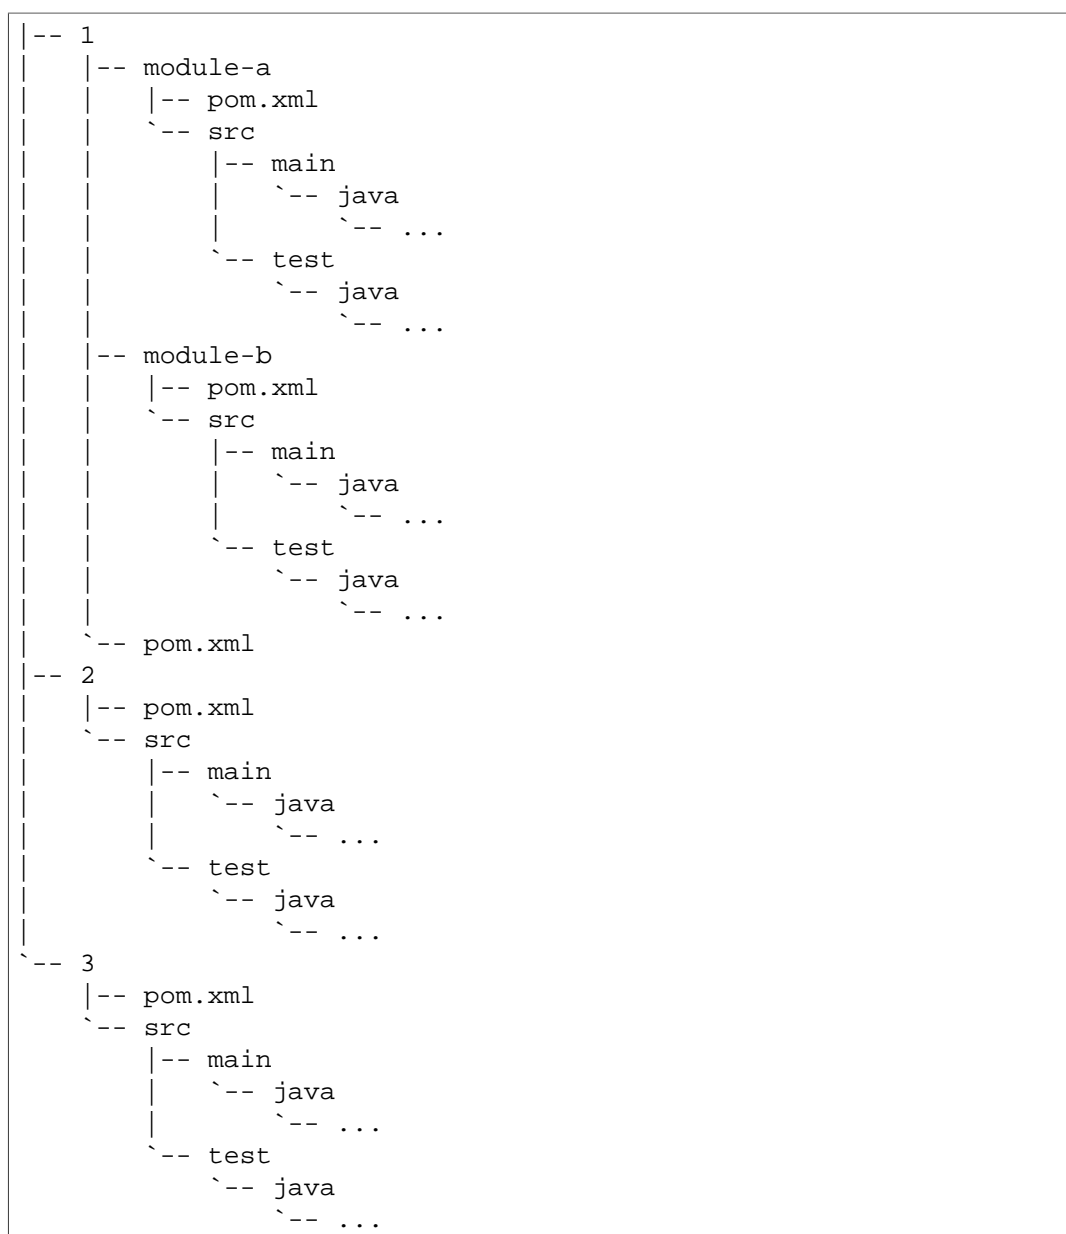 |-- 1
|   |-- module-a
|   |   |-- pom.xml
|   |   `-- src
|   |       |-- main
|   |       |   `-- java
|   |       |       `-- ...
|   |       `-- test
|   |           `-- java
|   |               `-- ...
|   |-- module-b
|   |   |-- pom.xml
|   |   `-- src
|   |       |-- main
|   |       |   `-- java
|   |       |       `-- ...
|   |       `-- test
|   |           `-- java
|   |               `-- ...
|   `-- pom.xml
|-- 2
|   |-- pom.xml
|   `-- src
|       |-- main
|       |   `-- java
|       |       `-- ...
|       `-- test
|           `-- java
|               `-- ...
`-- 3
    |-- pom.xml
    `-- src
        |-- main
        |   `-- java
        |       `-- ...
        `-- test
            `-- java
                `-- ...